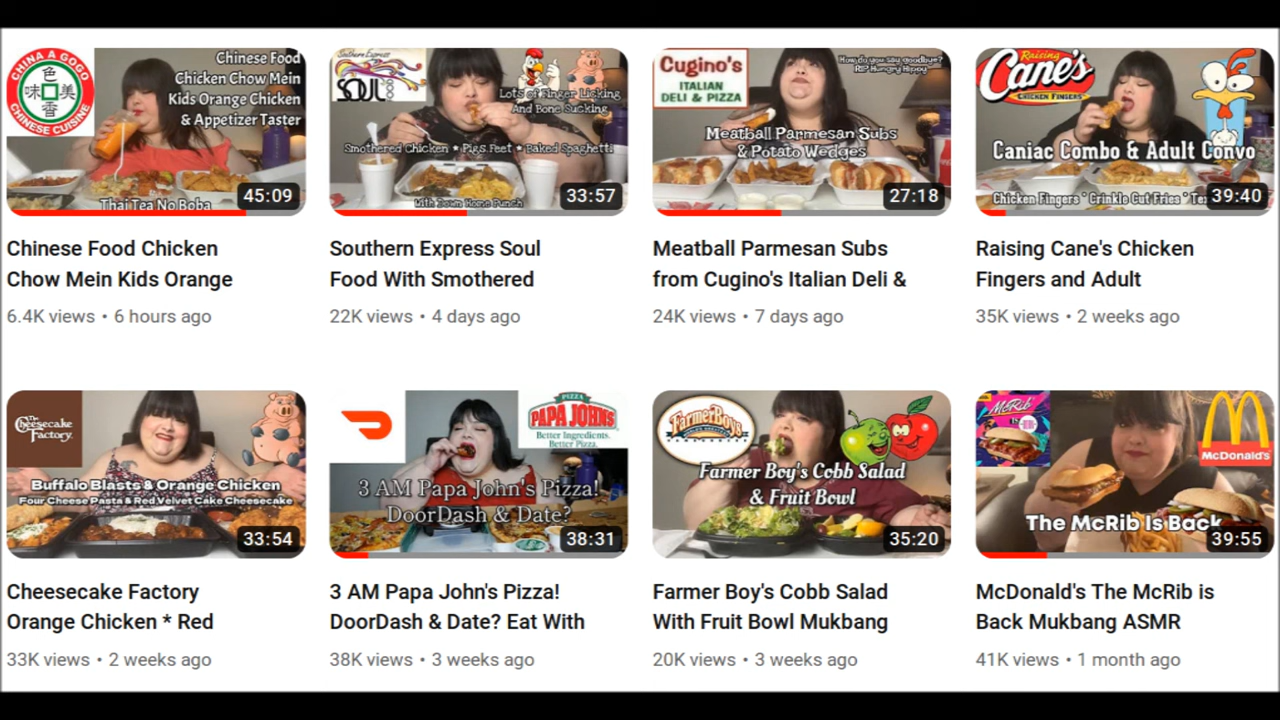 CHINA A GOGO
色
味 美
香
CHINESE CUISINE
Chinese Food
Chicken Chow Mein
Kids Orange Chicken
& Appetizer Taster
Thai Tea No Boba
45:09
Southern Express
SOUL
Lots of Finger Licking
And Bone Sucking
Smothered Chicken * Pigs Feet * Baked Spaghetti
With Down Home Punch
33:57
Cugino's
ITALIAN
DELI & PIZZA
How do you say goodbye?
RIP Hungry Hippo
Meatball Parmesan Subs
& Potato Wedges
27:18
Raising
Cane's
CHICKEN FINGERS
Caniac Combo & Adult Convo
Chicken Fingers * Crinkle Cut Fries *
39:40
Chinese Food Chicken
Chow Mein Kids Orange
6.4K views • 6 hours ago
Southern Express Soul
Food With Smothered
22K views • 4 days ago
Meatball Parmesan Subs
from Cugino's Italian Deli &
24K views • 7 days ago
Raising Cane's Chicken
Fingers and Adult
35K views • 2 weeks ago
The
Cheesecake
Factory
Buffalo Blasts & Orange Chicken
Four Cheese Pasta & Red Velvet Cake Cheesecake
33:54
PIZZA
PAPA JOHNS
Better Ingredients.
Better Pizza.
3 AM Papa John's Pizza!
DoorDash & Date?
38:31
FarmerBoys
Farmer Boy's Cobb Salad
& Fruit Bowl
35:20
McRib
IS
McDonald's
The McRib Is Back
39:55
Cheesecake Factory
Orange Chicken * Red
33K views • 2 weeks ago
3 AM Papa John's Pizza!
DoorDash & Date? Eat With
38K views • 3 weeks ago
Farmer Boy's Cobb Salad
With Fruit Bowl Mukbang
20K views • 3 weeks ago
McDonald's The McRib is
Back Mukbang ASMR
41K views • 1 month ago